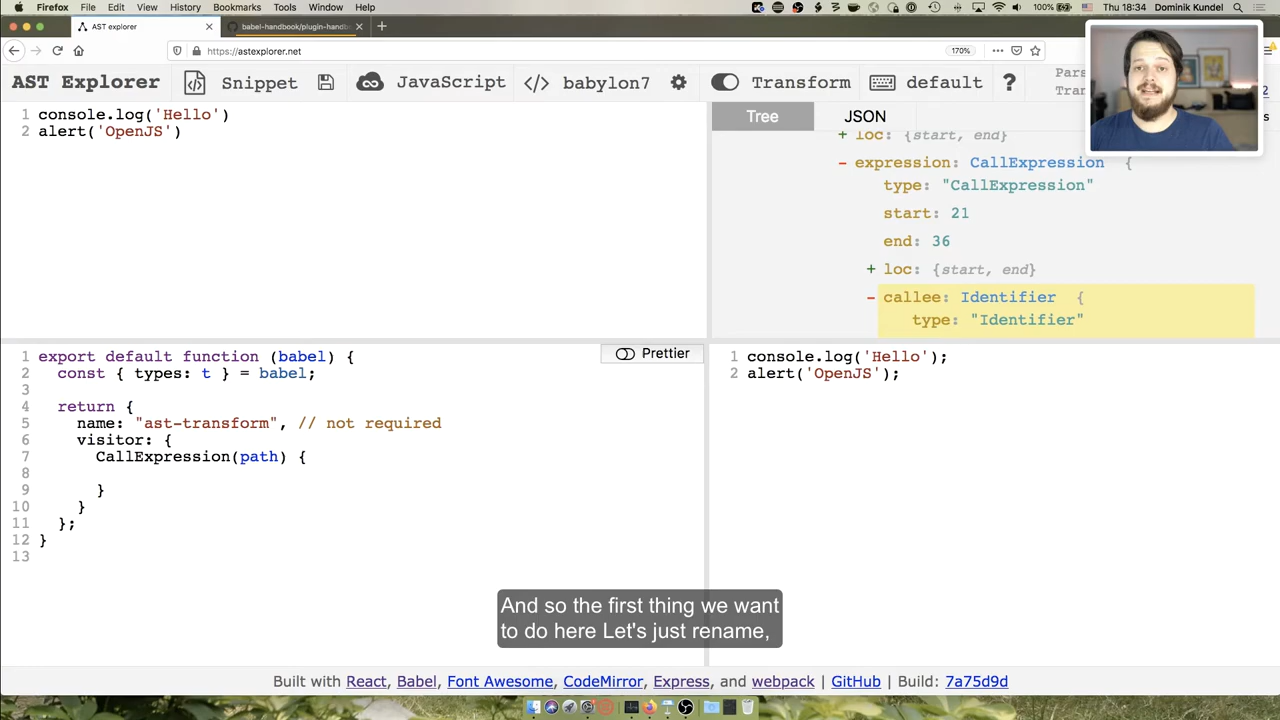 Firefox File Edit View History Bookmarks Tools Window Help 100% Thu 18:34 Dominik Kundel
AST explorer
babel-handbook/plugin-handb
https://astexplorer.net
170%
AST Explorer Snippet JavaScript babylon7 Transform default ?
Pars
Tran
2
s
1 console.log('Hello')
2 alert('OpenJS')
Tree JSON
+ loc: {start, end}
- expression: CallExpression {
type: "CallExpression"
start: 21
end: 36
+ loc: {start, end}
- callee: Identifier {
type: "Identifier"
Prettier
1 export default function (babel) {
2 const { types: t } = babel;
3
4 return {
5 name: "ast-transform", // not required
6 visitor: {
7 CallExpression(path) {
8
9 }
10 }
11 };
12 }
13
1 console.log('Hello');
2 alert('OpenJS');
And so the first thing we want
to do here Let's just rename,
Built with React, Babel, Font Awesome, CodeMirror, Express, and webpack | GitHub | Build: 7a75d9d